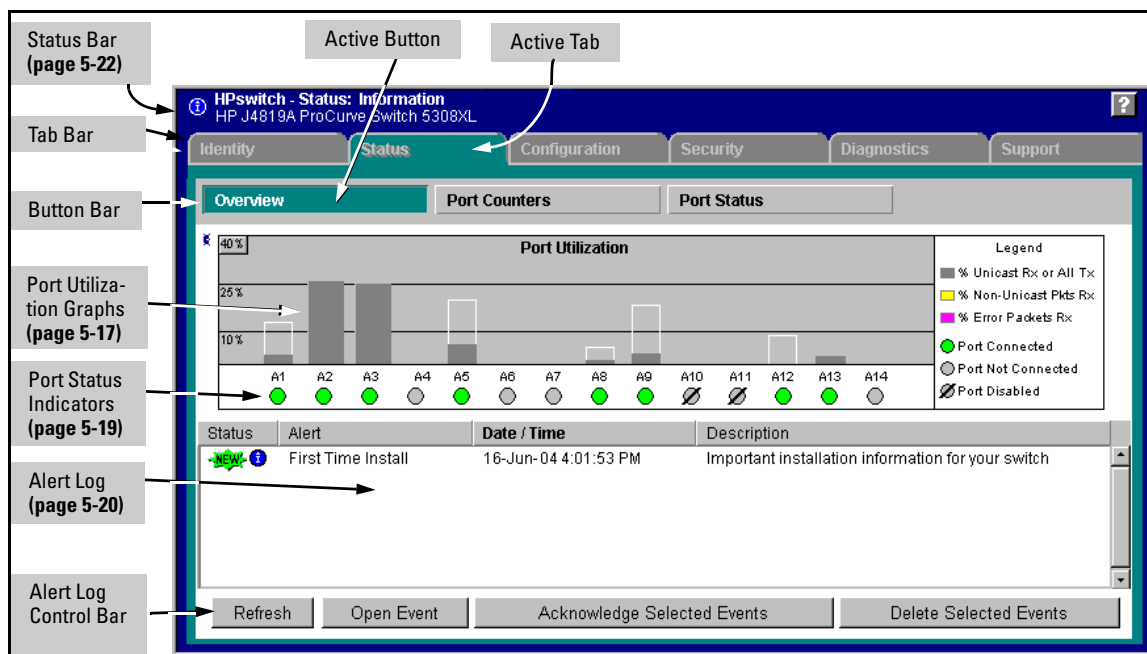 Status Bar
(page 5-22)
Active Button
Active Tab
HPswitch - Status: Information
HP J4819A ProCurve Switch 5308XL
?
Tab Bar
Identity
Status
Configuration
Security
Diagnostics
Support
Button Bar
Overview
Port Counters
Port Status
Port Utiliza-
tion Graphs
(page 5-17)
40%
Port Utilization
25%
10%
Legend
% Unicast Rx or All Tx
% Non-Unicast Pkts Rx
% Error Packets Rx
Port Connected
Port Not Connected
Port Disabled
Port Status
Indicators
(page 5-19)
A1 A2 A3 A4 A5 A6 A7 A8 A9 A10 A11 A12 A13 A14
Status Alert Date / Time Description
NEW! i First Time Install 16-Jun-04 4:01:53 PM Important installation information for your switch
Alert Log
(page 5-20)
Alert Log
Control Bar
Refresh
Open Event
Acknowledge Selected Events
Delete Selected Events